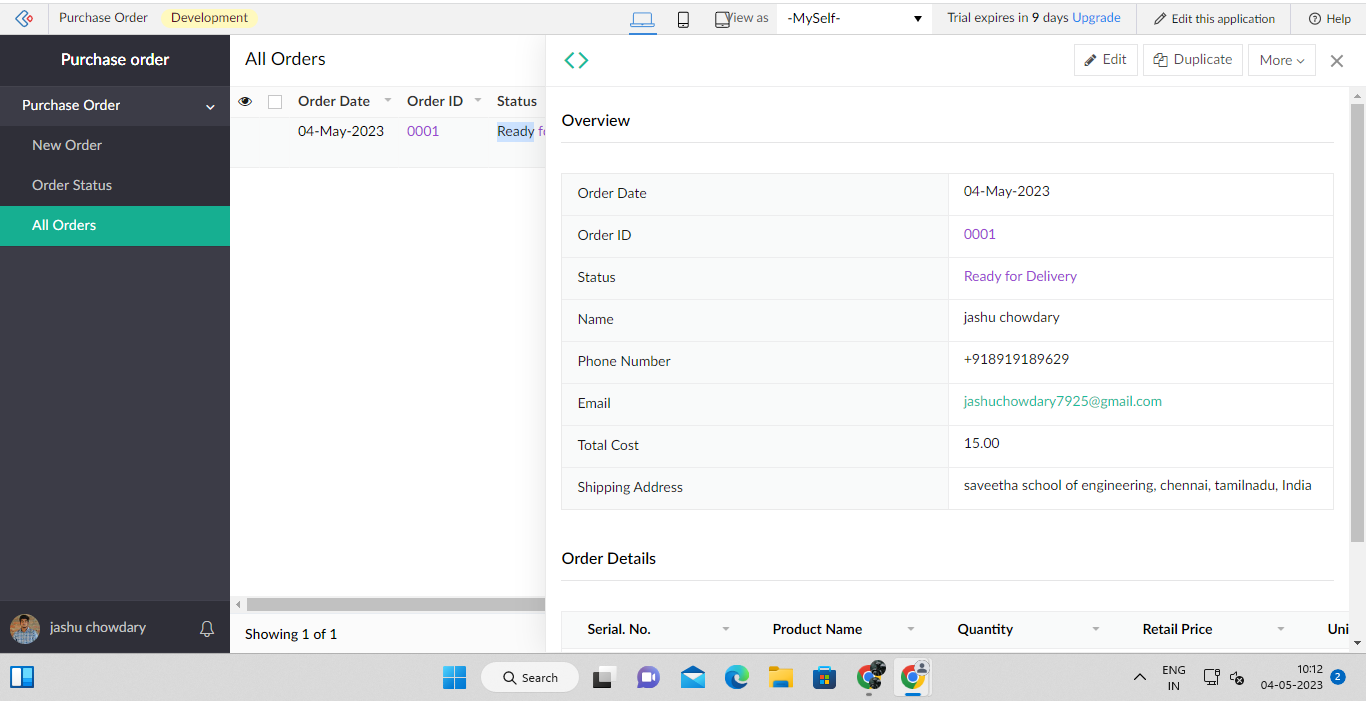 Purchase Order Development View as -MySelf- Trial expires in 9 days Upgrade Edit this application Help
Purchase order
Purchase Order
New Order
Order Status
All Orders
jashu chowdary
All Orders
Order Date Order ID Status
04-May-2023 0001 Ready
Showing 1 of 1
Edit Duplicate More
Overview
Order Date 04-May-2023
Order ID 0001
Status Ready for Delivery
Name jashu chowdary
Phone Number +918919189629
Email jashuchowdary7925@gmail.com
Total Cost 15.00
Shipping Address saveetha school of engineering, chennai, tamilnadu, India
Order Details
Serial. No. Product Name Quantity Retail Price Uni
Search
ENG
IN
10:12
04-05-2023
2